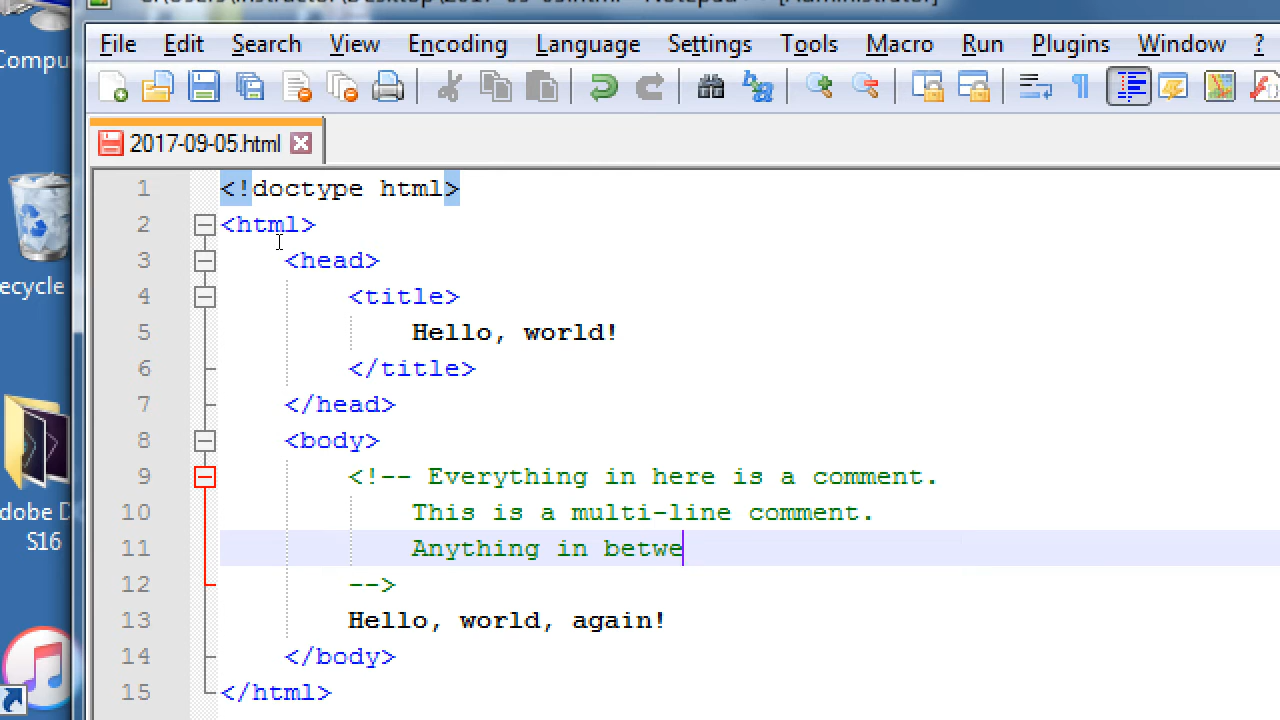 File Edit Search View Encoding Language Settings Tools Macro Run Plugins Window ?
2017-09-05.html
1 <!doctype html>
2 <html>
3 <head>
4 <title>
5 Hello, world!
6 </title>
7 </head>
8 <body>
9 <!-- Everything in here is a comment.
10 This is a multi-line comment.
11 Anything in betwe
12 -->
13 Hello, world, again!
14 </body>
15 </html>
Compu
ecycle
dobe D
S16